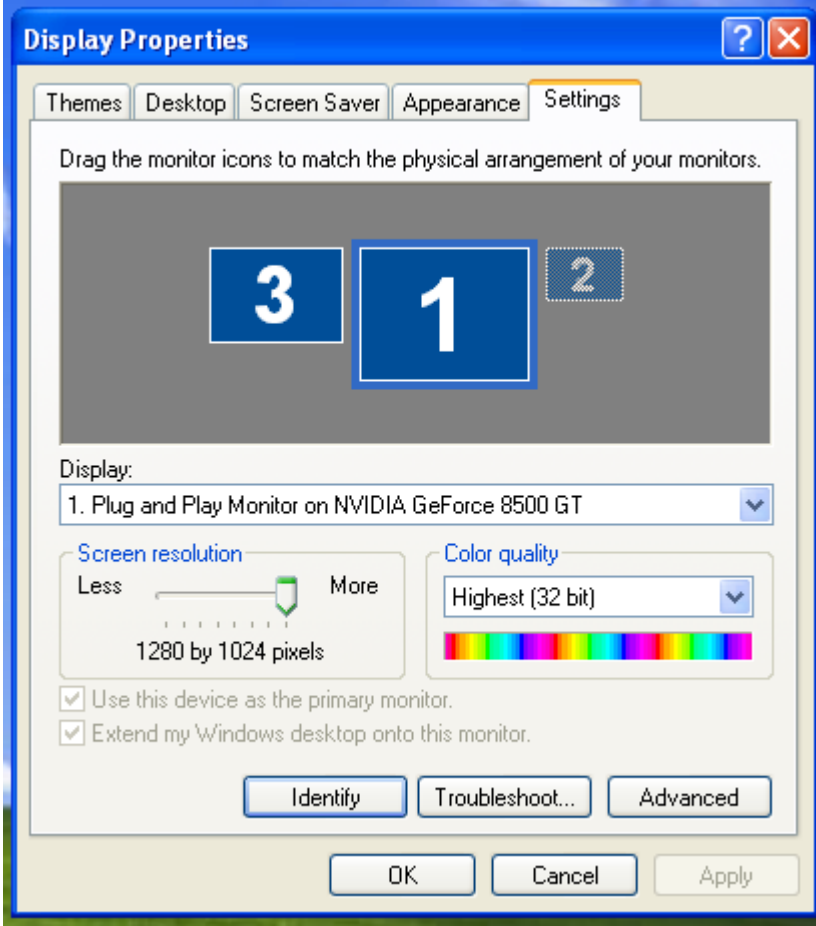 Display Properties
Themes Desktop Screen Saver Appearance Settings
Drag the monitor icons to match the physical arrangement of your monitors.
3 1 2
Display:
1. Plug and Play Monitor on NVIDIA GeForce 8500 GT
Screen resolution
Less More
1280 by 1024 pixels
Color quality
Highest (32 bit)
Use this device as the primary monitor.
Extend my Windows desktop onto this monitor.
Identify Troubleshoot... Advanced
OK Cancel Apply